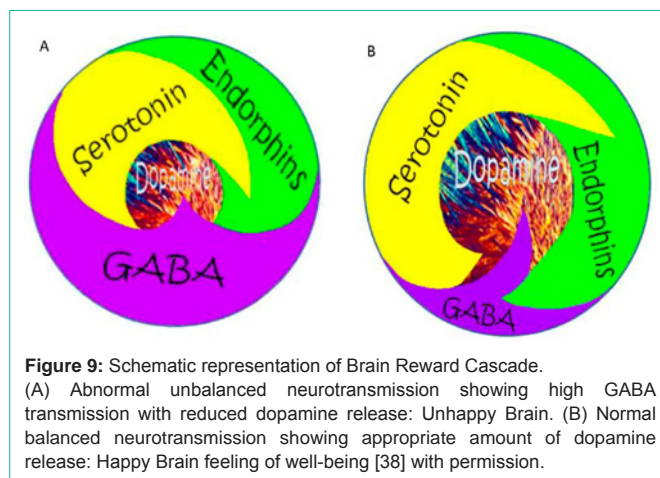 A
Serotonin
Endorphins
Dopamine
GABA
B
Serotonin
Dopamine
Endorphins
GABA
Figure 9: Schematic representation of Brain Reward Cascade.
(A) Abnormal unbalanced neurotransmission showing high GABA
transmission with reduced dopamine release: Unhappy Brain. (B) Normal
balanced neurotransmission showing appropriate amount of dopamine
release: Happy Brain feeling of well-being [38] with permission.